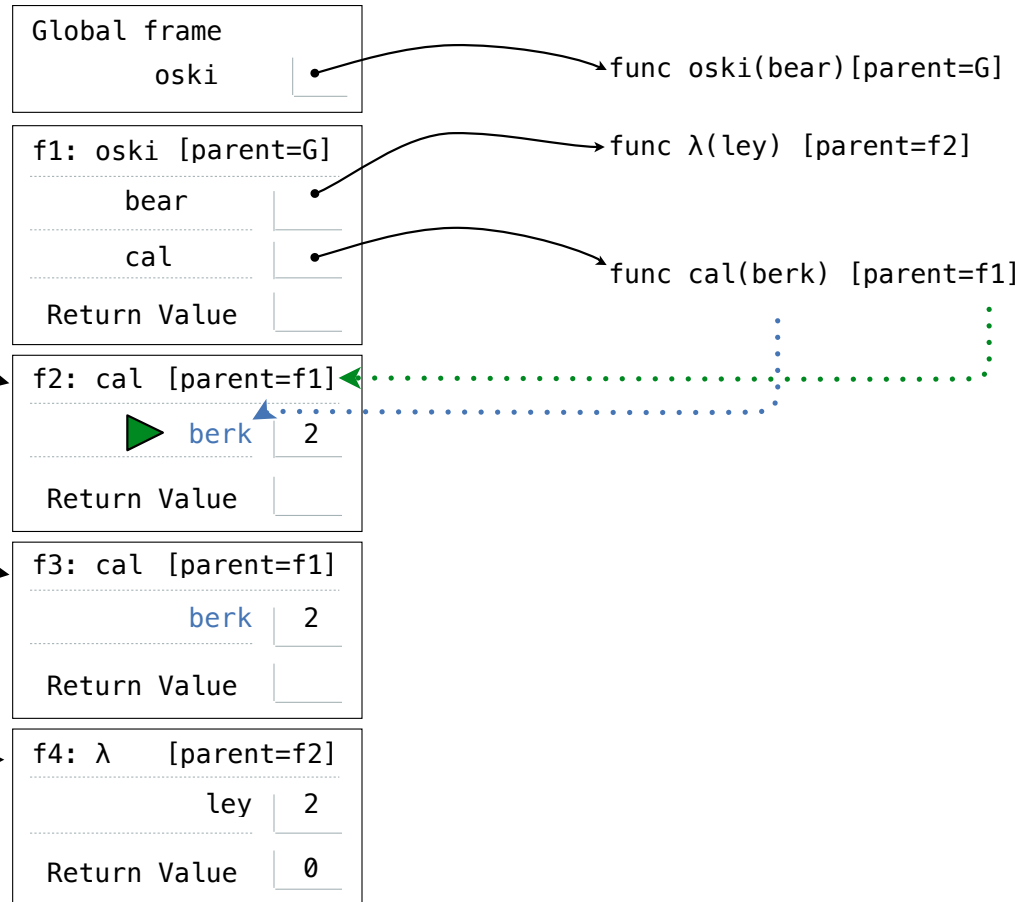 Global frame
oski
func oski(bear)[parent=G]
f1: oski [parent=G]
func λ(ley) [parent=f2]
bear
cal
func cal(berk) [parent=f1]
Return Value
f2: cal [parent=f1]
berk 2
Return Value
f3: cal [parent=f1]
berk 2
Return Value
f4: λ [parent=f2]
ley 2
Return Value 0